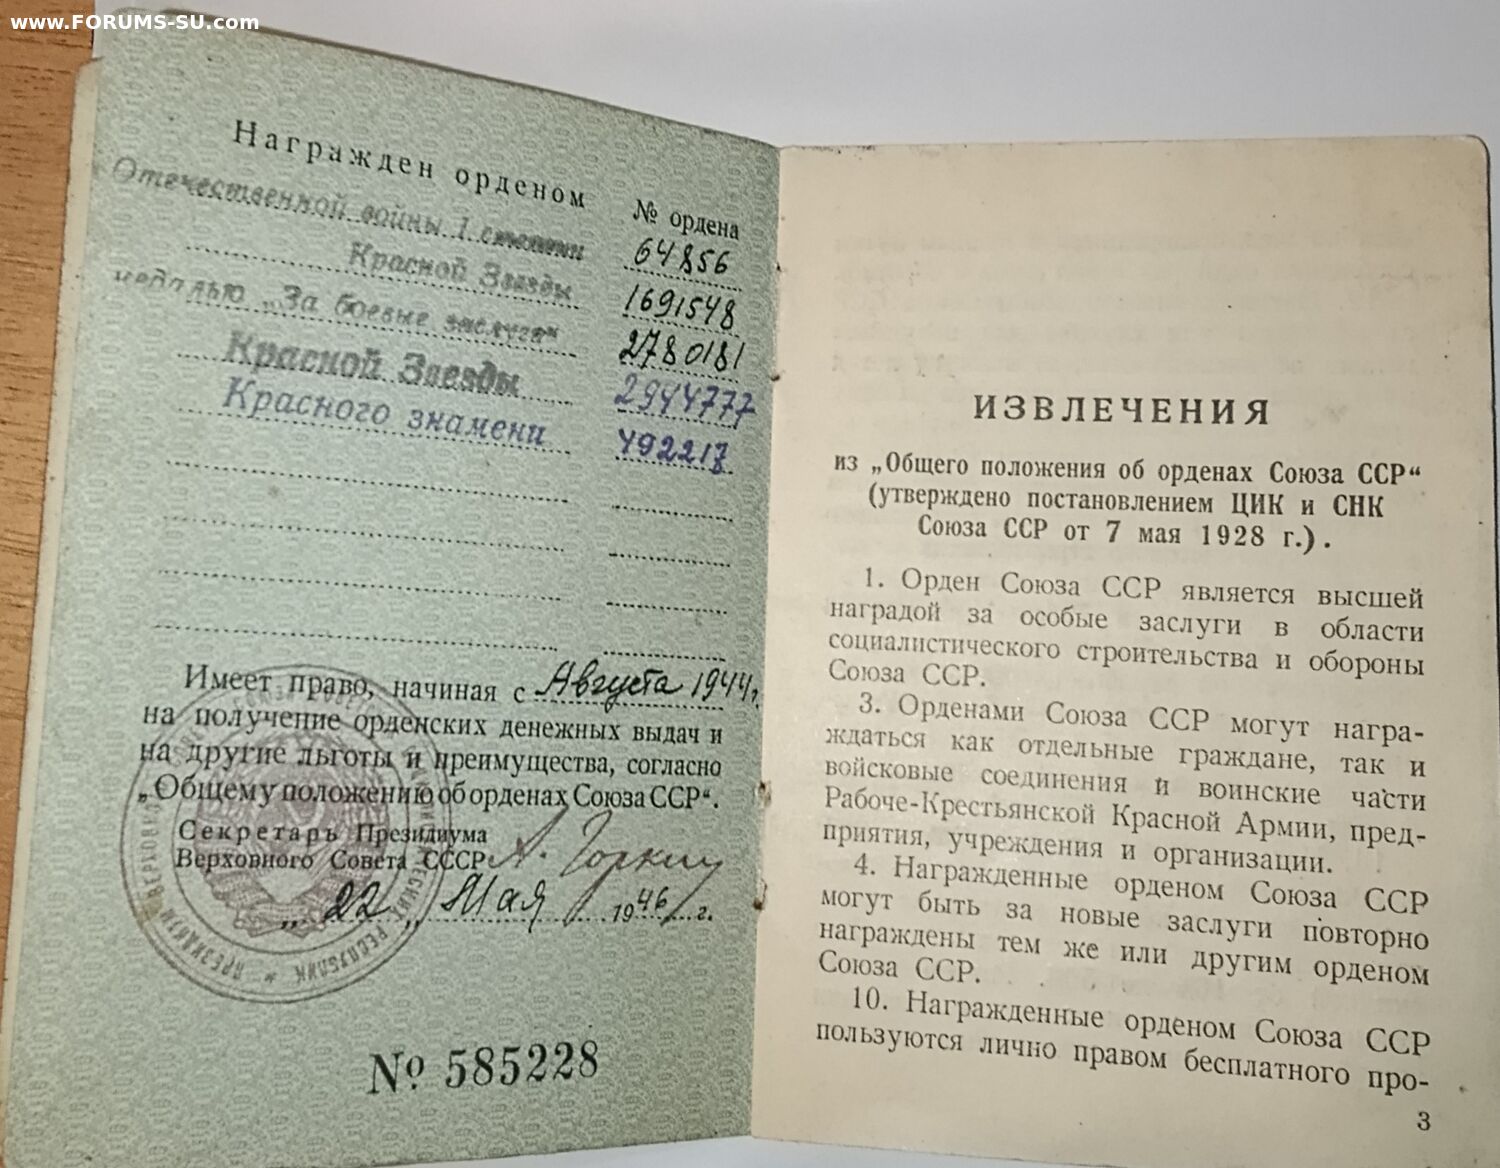 www.FORUMS-SU.com
Награжден орденом
№ ордена
Отечественной войны I степени
64856
Красной Звезды
1691548
медалью „За боевые заслуги“
2780181
Красной Звезды
2944777
Красного знамени
492217
Имеет право, начиная с Августа 1944 г.
на получение орденских денежных выдач и
на другие льготы и преимущества, согласно
„Общему положению об орденах Союза ССР“.
Секретарь Президиума
Верховного Совета СССР А. Горкин
„ 22 „ Мая 1946 г.
№ 585228
ИЗВЛЕЧЕНИЯ
из „Общего положения об орденах Союза ССР“
(утверждено постановлением ЦИК и СНК
Союза ССР от 7 мая 1928 г.).
1. Орден Союза ССР является высшей
наградой за особые заслуги в области
социалистического строительства и обороны
Союза ССР.
3. Орденами Союза ССР могут награ-
ждаться как отдельные граждане, так и
войсковые соединения и воинские части
Рабоче-Крестьянской Красной Армии, пред-
приятия, учреждения и организации.
4. Награжденные орденом Союза ССР
могут быть за новые заслуги повторно
награждены тем же или другим орденом
Союза ССР.
10. Награжденные орденом Союза ССР
пользуются лично правом бесплатного про-
3